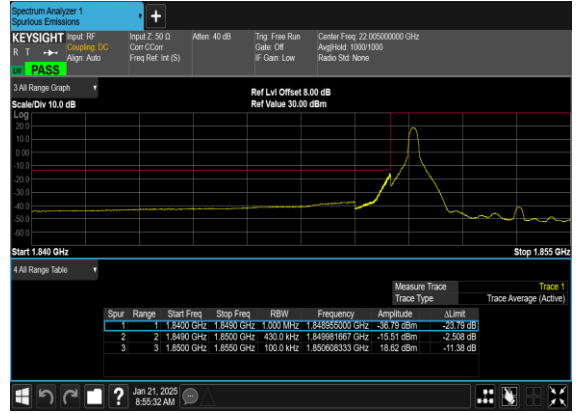 Spectrum Analyzer 1
Spurious Emissions
+
KEYSIGHT Input: RF Input Z: 50 Ω Atten: 40 dB Trig: Free Run Center Freq: 22.005000000 GHz
R T Coupling: DC Corr CCorr Gate: Off Avg|Hold: 1000/1000
Align: Auto Freq Ref: Int (S) IF Gain: Low Radio Std: None
PASS
3 All Range Graph
Ref Lvl Offset 8.00 dB
Scale/Div 10.0 dB Ref Value 30.00 dBm
Log
20.0
10.0
0.00
-10.0
-20.0
-30.0
-40.0
-50.0
-60.0
Start 1.840 GHz Stop 1.855 GHz
4 All Range Table
Measure Trace Trace 1
Trace Type Trace Average (Active)
Spur Range Start Freq Stop Freq RBW Frequency Amplitude ΔLimit
1 1 1.8400 GHz 1.8490 GHz 1.000 MHz 1.848955000 GHz -36.79 dBm -23.79 dB
2 2 1.8490 GHz 1.8500 GHz 430.0 kHz 1.849981667 GHz -15.51 dBm -2.508 dB
3 3 1.8500 GHz 1.8550 GHz 100.0 kHz 1.850608333 GHz 18.62 dBm -11.38 dB
? Jan 21, 2025
8:55:32 AM